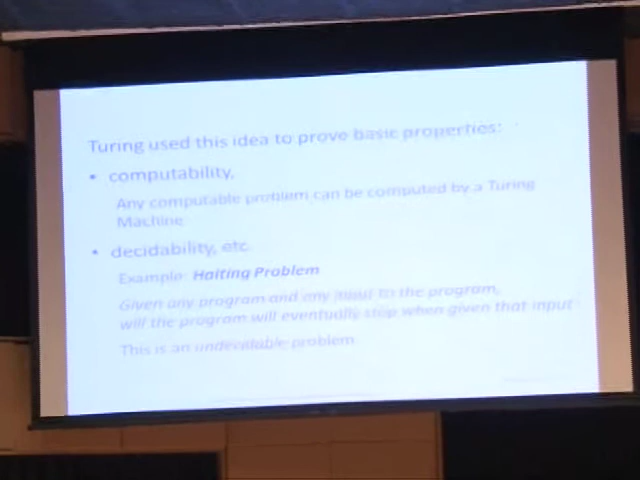 Turing used this idea to prove basic properties:
• computability,
Any computable problem can be computed by a Turing
Machine
• decidability, etc.
Example: Halting Problem
Given any program and any input to the program,
will the program will eventually stop when given that input
This is an undecidable problem